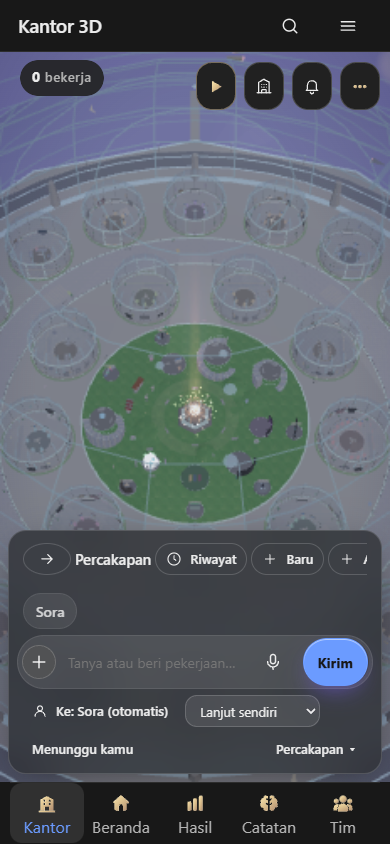 Kantor 3D
0 bekerja
Percakapan
Riwayat
Baru
Sora
Tanya atau beri pekerjaan...
Kirim
Ke: Sora (otomatis)
Lanjut sendiri
Menunggu kamu
Percakapan
Kantor
Beranda
Hasil
Catatan
Tim